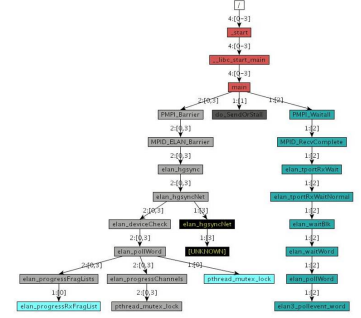 /
4:[0-3]
_start
4:[0-3]
__libc_start_main
4:[0-3]
main
2:[0,3] 1:[1] 1:[2]
PMPI_Barrier do_SendOrStall PMPI_Waitall
2:[0,3] 1:[2]
MPID_ELAN_Barrier MPID_RecvComplete
2:[0,3] 1:[2]
elan_hgsync elan_tportRxWait
2:[0,3] 1:[2]
elan_hgsyncNet elan_tportRxWaitNormal
2:[0,3] 1:[3] 1:[2]
elan_deviceCheck elan_hgsyncNet elan_waitBlk
2:[0,3] 1:[3] 1:[2]
elan_pollWord [UNKNOWN] elan_waitWord
2:[0,3] 2:[0,3] 1:[0] 1:[2]
elan_progressFragLists elan_progressChannels pthread_mutex_lock elan_pollWord
1:[0] 2:[0,3] 1:[2]
elan_progressRxFragList pthread_mutex_lock elan3_pollevent_word